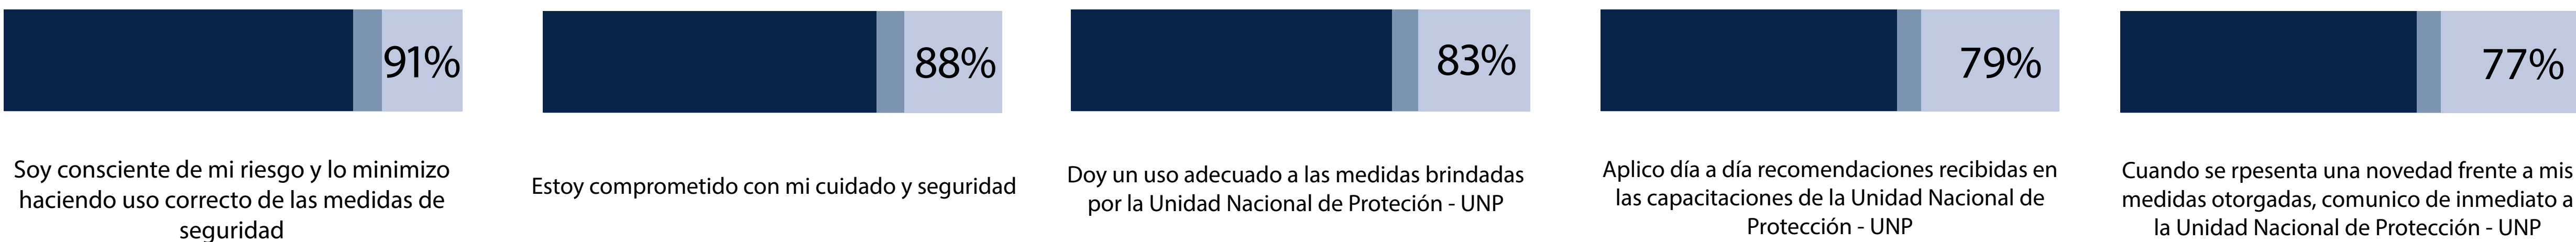 91%
88%
83%
79%
77%
Soy consciente de mi riesgo y lo minimizo
haciendo uso correcto de las medidas de
seguridad
Estoy comprometido con mi cuidado y seguridad
Doy un uso adecuado a las medidas brindadas
por la Unidad Nacional de Proteción - UNP
Aplico día a día recomendaciones recibidas en
las capacitaciones de la Unidad Nacional de
Protección - UNP
Cuando se rpesenta una novedad frente a mis
medidas otorgadas, comunico de inmediato a
la Unidad Nacional de Protección - UNP